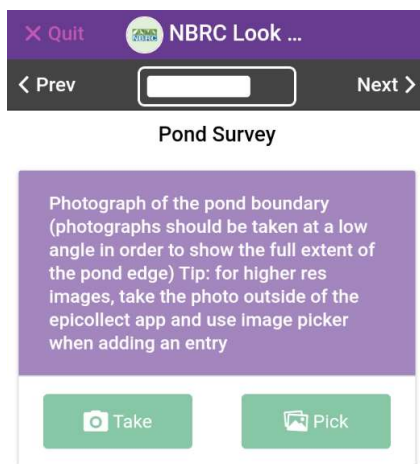 ✕ Quit NBRC NBRC Look ...
Prev Next
Pond Survey
Photograph of the pond boundary
(photographs should be taken at a low
angle in order to show the full extent of
the pond edge) Tip: for higher res
images, take the photo outside of the
epicollect app and use image picker
when adding an entry
Take Pick